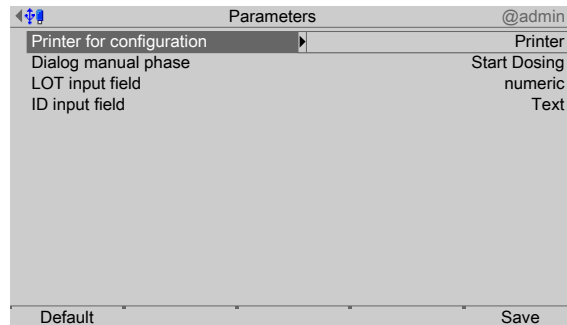 Parameters @admin
Printer for configuration Printer
Dialog manual phase Start Dosing
LOT input field numeric
ID input field Text
Default Save